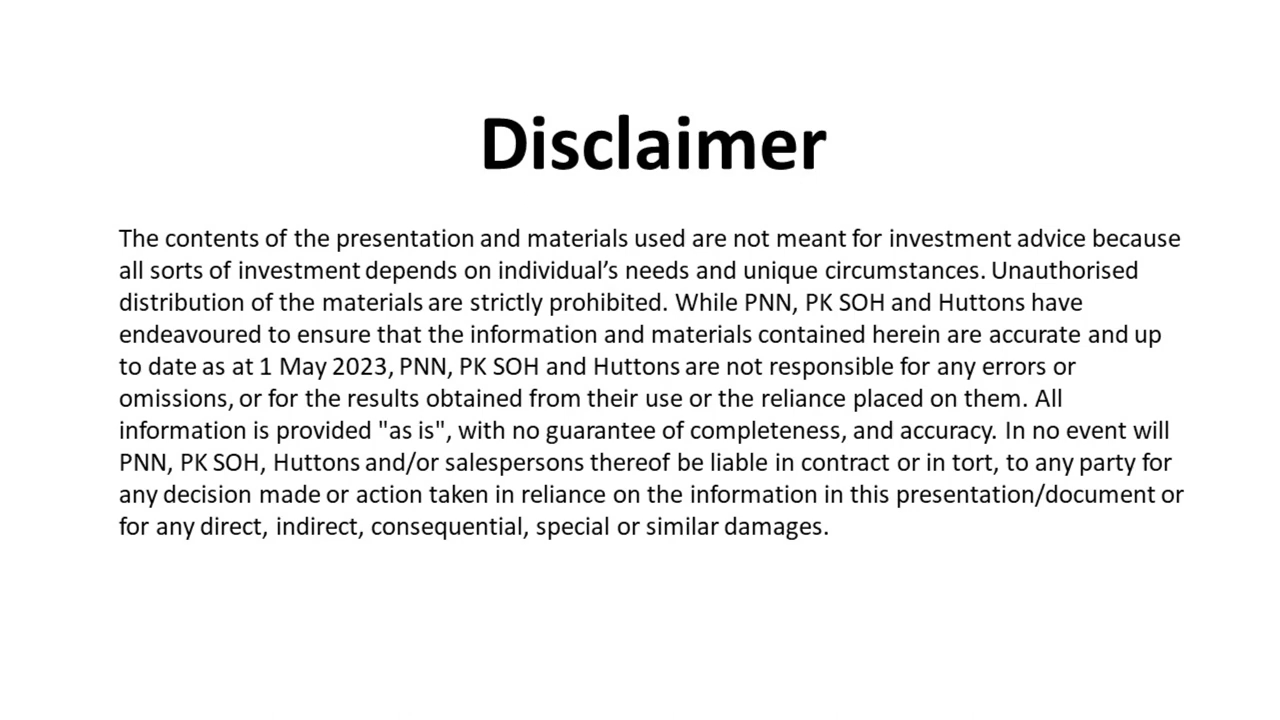 Disclaimer
The contents of the presentation and materials used are not meant for investment advice because
all sorts of investment depends on individual’s needs and unique circumstances. Unauthorised
distribution of the materials are strictly prohibited. While PNN, PK SOH and Huttons have
endeavoured to ensure that the information and materials contained herein are accurate and up
to date as at 1 May 2023, PNN, PK SOH and Huttons are not responsible for any errors or
omissions, or for the results obtained from their use or the reliance placed on them. All
information is provided "as is", with no guarantee of completeness, and accuracy. In no event will
PNN, PK SOH, Huttons and/or salespersons thereof be liable in contract or in tort, to any party for
any decision made or action taken in reliance on the information in this presentation/document or
for any direct, indirect, consequential, special or similar damages.